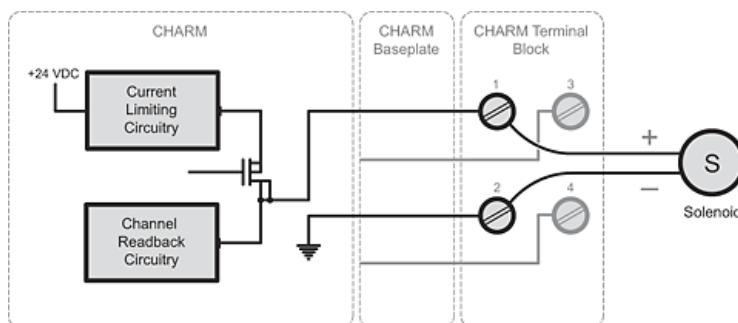 CHARM
CHARM
Baseplate
CHARM Terminal
Block
+24 VDC
Current
Limiting
Circuitry
1
3
+
S
–
Solenoid
2
4
Channel
Readback
Circuitry